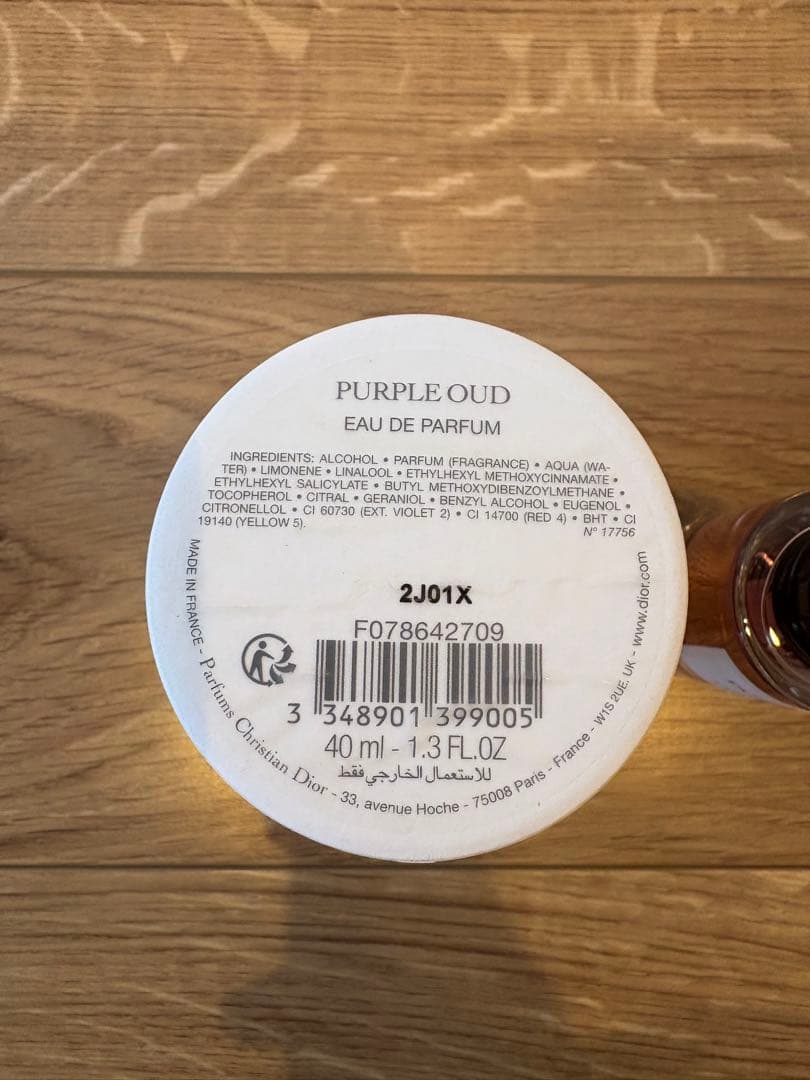 PURPLE OUD
EAU DE PARFUM
INGREDIENTS: ALCOHOL • PARFUM (FRAGRANCE) • AQUA (WA-
TER) • LIMONENE • LINALOOL • ETHYLHEXYL METHOXYCINNAMATE •
ETHYLHEXYL SALICYLATE • BUTYL METHOXYDIBENZOYLMETHANE •
TOCOPHEROL • CITRAL • GERANIOL • BENZYL ALCOHOL • EUGENOL •
CITRONELLOL • CI 60730 (EXT. VIOLET 2) • CI 14700 (RED 4) • BHT • CI
19140 (YELLOW 5).
N° 17756
2J01X
F078642709
3 348901 399005
40 ml - 1.3 FL.OZ
للاستعمال الخارجي فقط
MADE IN FRANCE - Parfums Christian Dior - 33, avenue Hoche - 75008 Paris - France - W1S 2UE. UK - www.dior.com